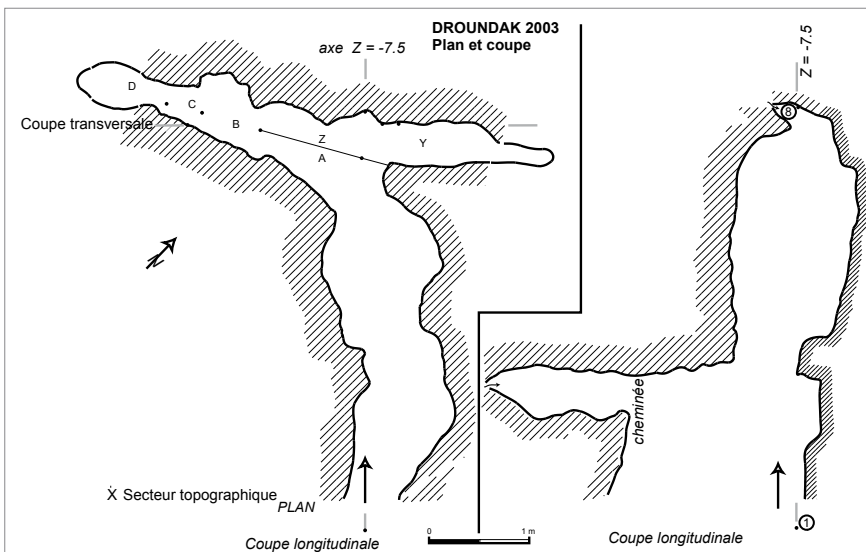 DROUNDAK 2003
Plan et coupe
axe Z = -7.5
Z = -7.5
D
C
B
Z
A
Y
8
Coupe transversale
N
cheminée
Ẋ Secteur topographique
PLAN
1
0 1 m
Coupe longitudinale
Coupe longitudinale